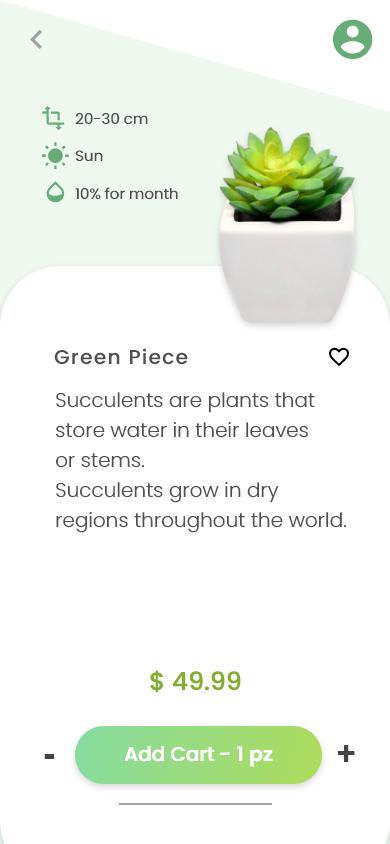 20-30 cm
Sun
10% for month
Green Piece
Succulents are plants that
store water in their leaves
or stems.
Succulents grow in dry
regions throughout the world.
$ 49.99
- Add Cart - 1 pz +